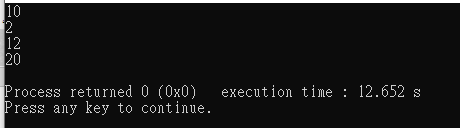 10
2
12
20
Process returned 0 (0x0)   execution time : 12.652 s
Press any key to continue.